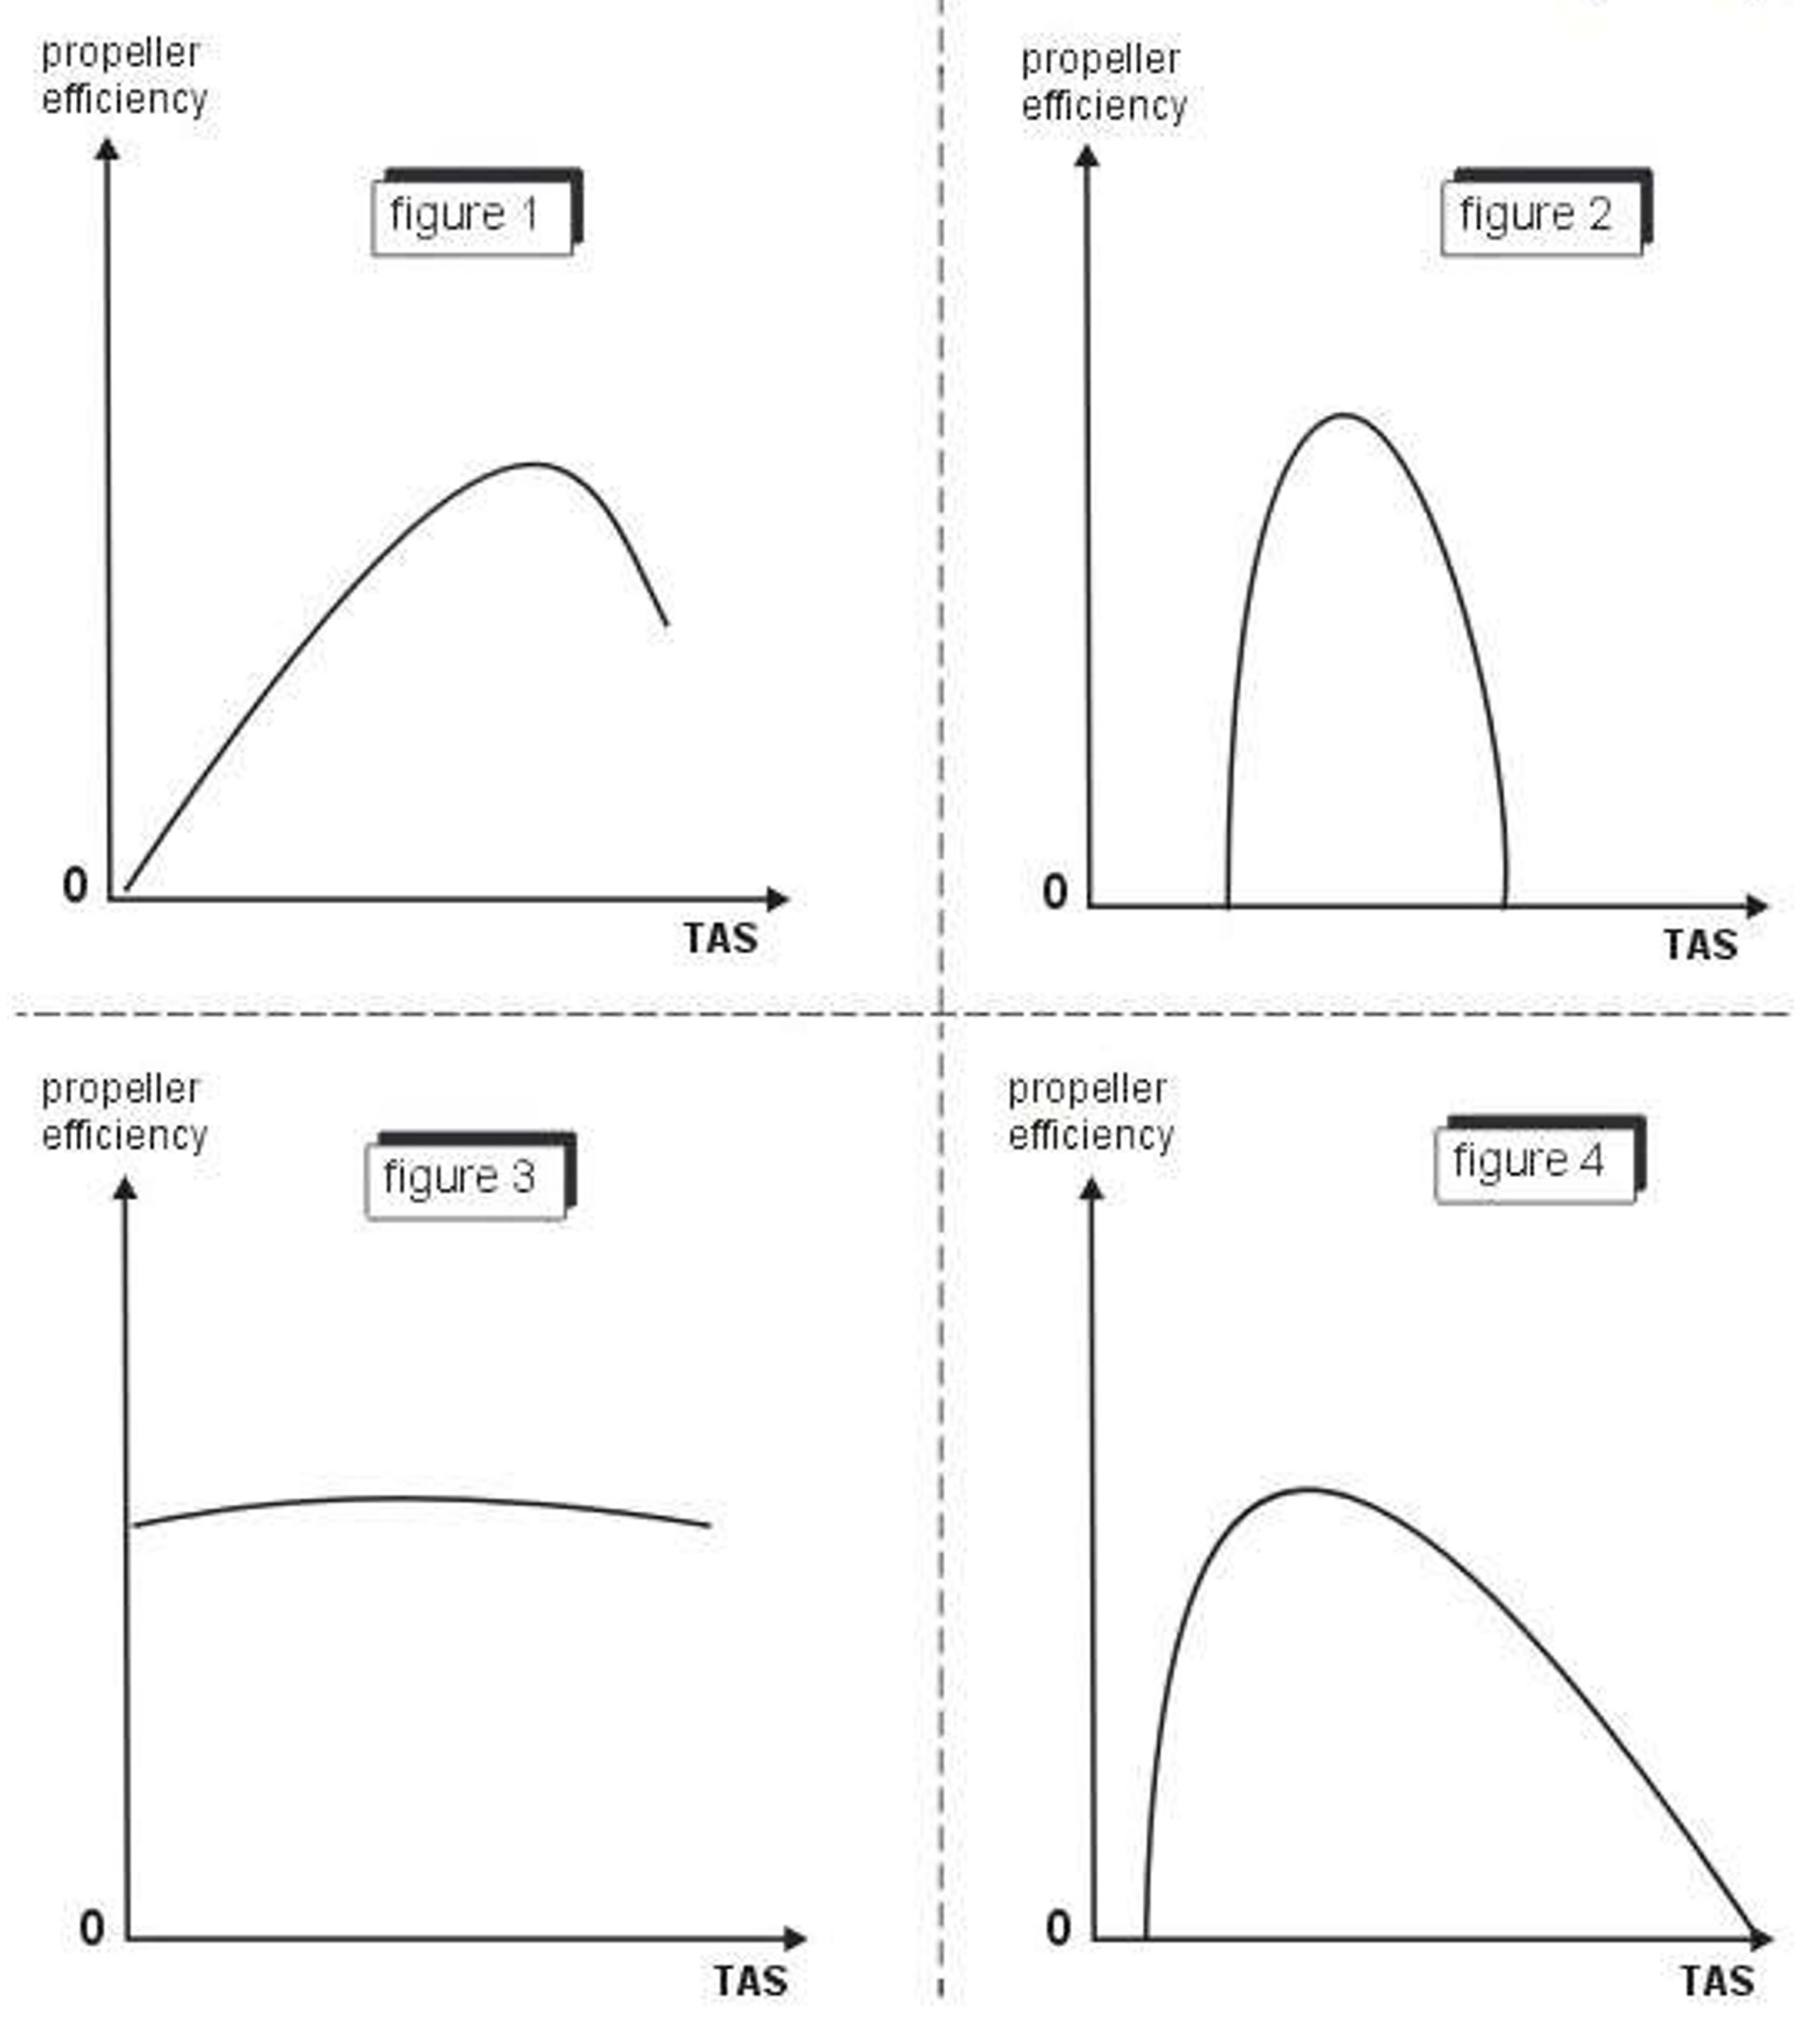 propeller
efficiency
figure 1
0
TAS
propeller
efficiency
figure 2
0
TAS
propeller
efficiency
figure 3
0
TAS
propeller
efficiency
figure 4
0
TAS